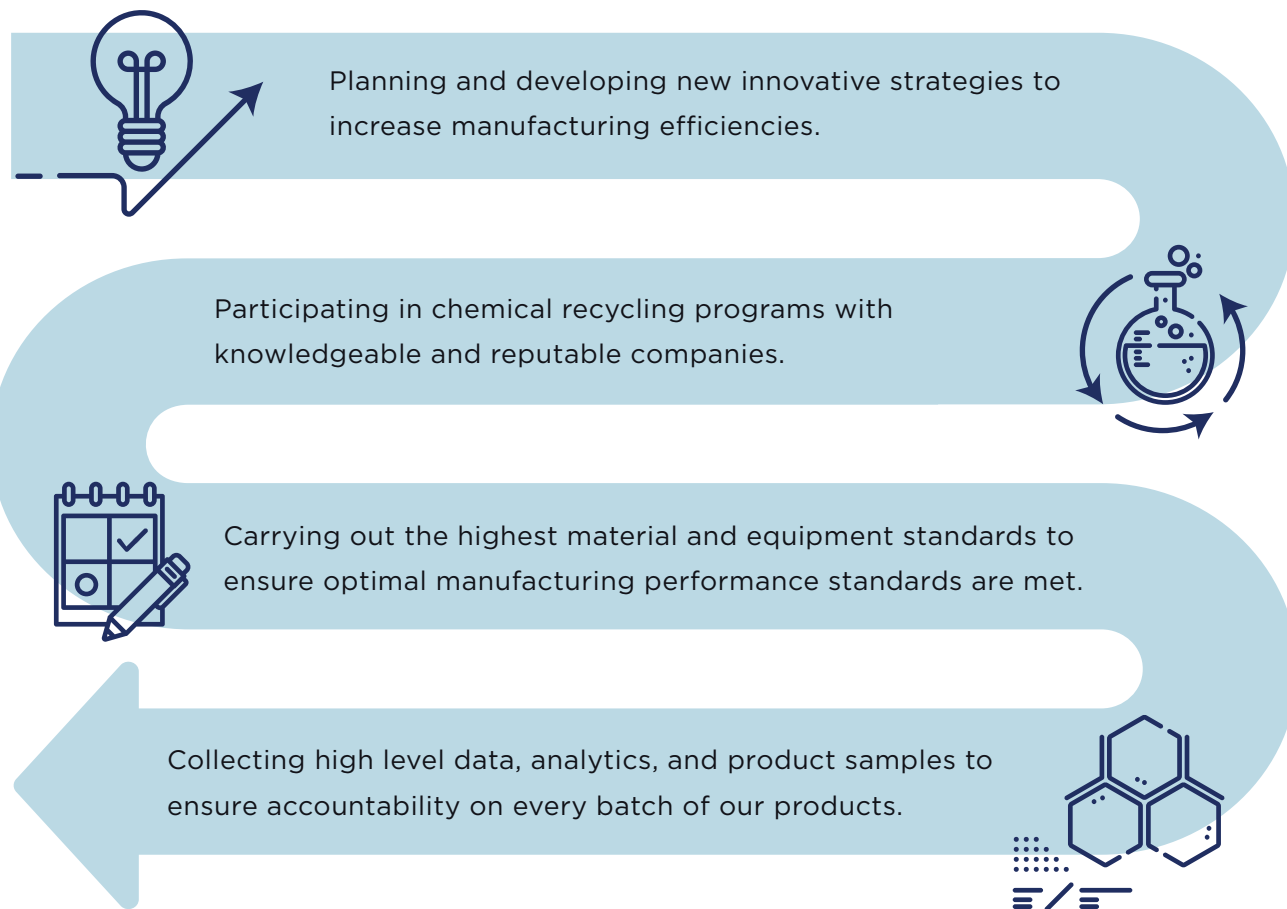 Planning and developing new innovative strategies to
increase manufacturing efficiencies.
Participating in chemical recycling programs with
knowledgeable and reputable companies.
Carrying out the highest material and equipment standards to
ensure optimal manufacturing performance standards are met.
Collecting high level data, analytics, and product samples to
ensure accountability on every batch of our products.